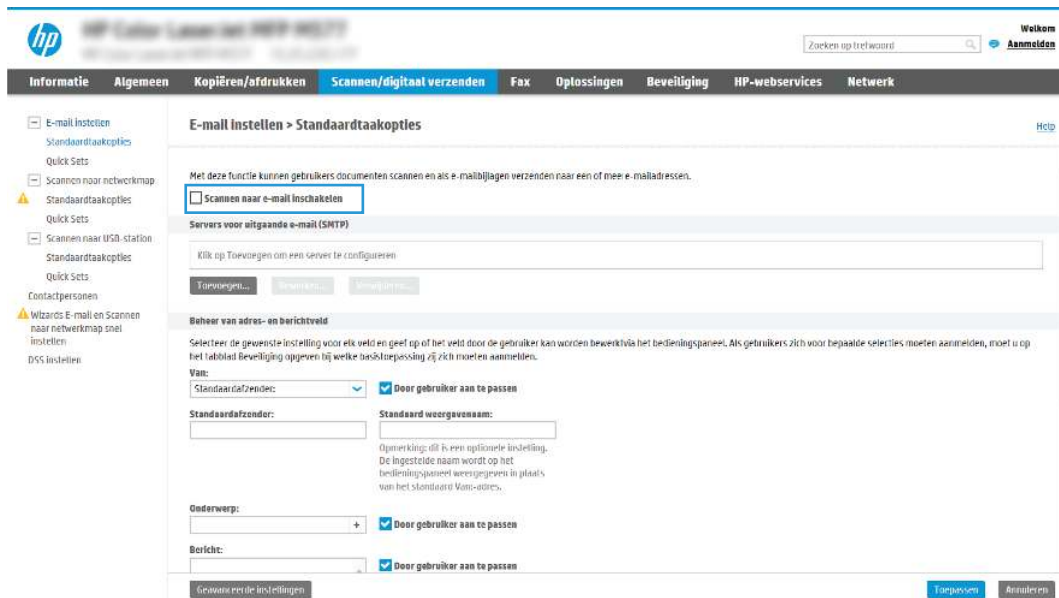 hp
HP Color LaserJet MFP M577
Welkom
Zoeken op trefwoord
Aanmelden
Informatie Algemeen Kopiëren/afdrukken Scannen/digitaal verzenden Fax Oplossingen Beveiliging HP-webservices Netwerk
E-mail instellen
Standaardtaakopties
Quick Sets
Scannen naar netwerkmap
Standaardtaakopties
Quick Sets
Scannen naar USB-station
Standaardtaakopties
Quick Sets
Contactpersonen
Wizards E-mail en Scannen
naar netwerkmap snel
instellen
DSS instellen
E-mail instellen > Standaardtaakopties
Help
Met deze functie kunnen gebruikers documenten scannen en als e-mailbijlagen verzenden naar een of meer e-mailadressen.
Scannen naar e-mail inschakelen
Servers voor uitgaande e-mail (SMTP)
Klik op Toevoegen om een server te configureren
Toevoegen... Bewerken... Verwijderen...
Beheer van adres- en berichtveld
Selecteer de gewenste instelling voor elk veld en geef op of het veld door de gebruiker kan worden bewerktvia het bedieningspaneel. Als gebruikers zich voor bepaalde selecties moeten aanmelden, moet u op
het tabblad Beveiliging opgeven bij welke basistoepassing zij zich moeten aanmelden.
Van:
Standaardafzender: Door gebruiker aan te passen
Standaardafzender: Standaard weergavenaam:
Opmerking: dit is een optionele instelling.
De ingestelde naam wordt op het
bedieningspaneel weergegeven in plaats
van het standaard Van:-adres.
Onderwerp:
+ Door gebruiker aan te passen
Bericht:
Door gebruiker aan te passen
Geavanceerde instellingen Toepassen Annuleren